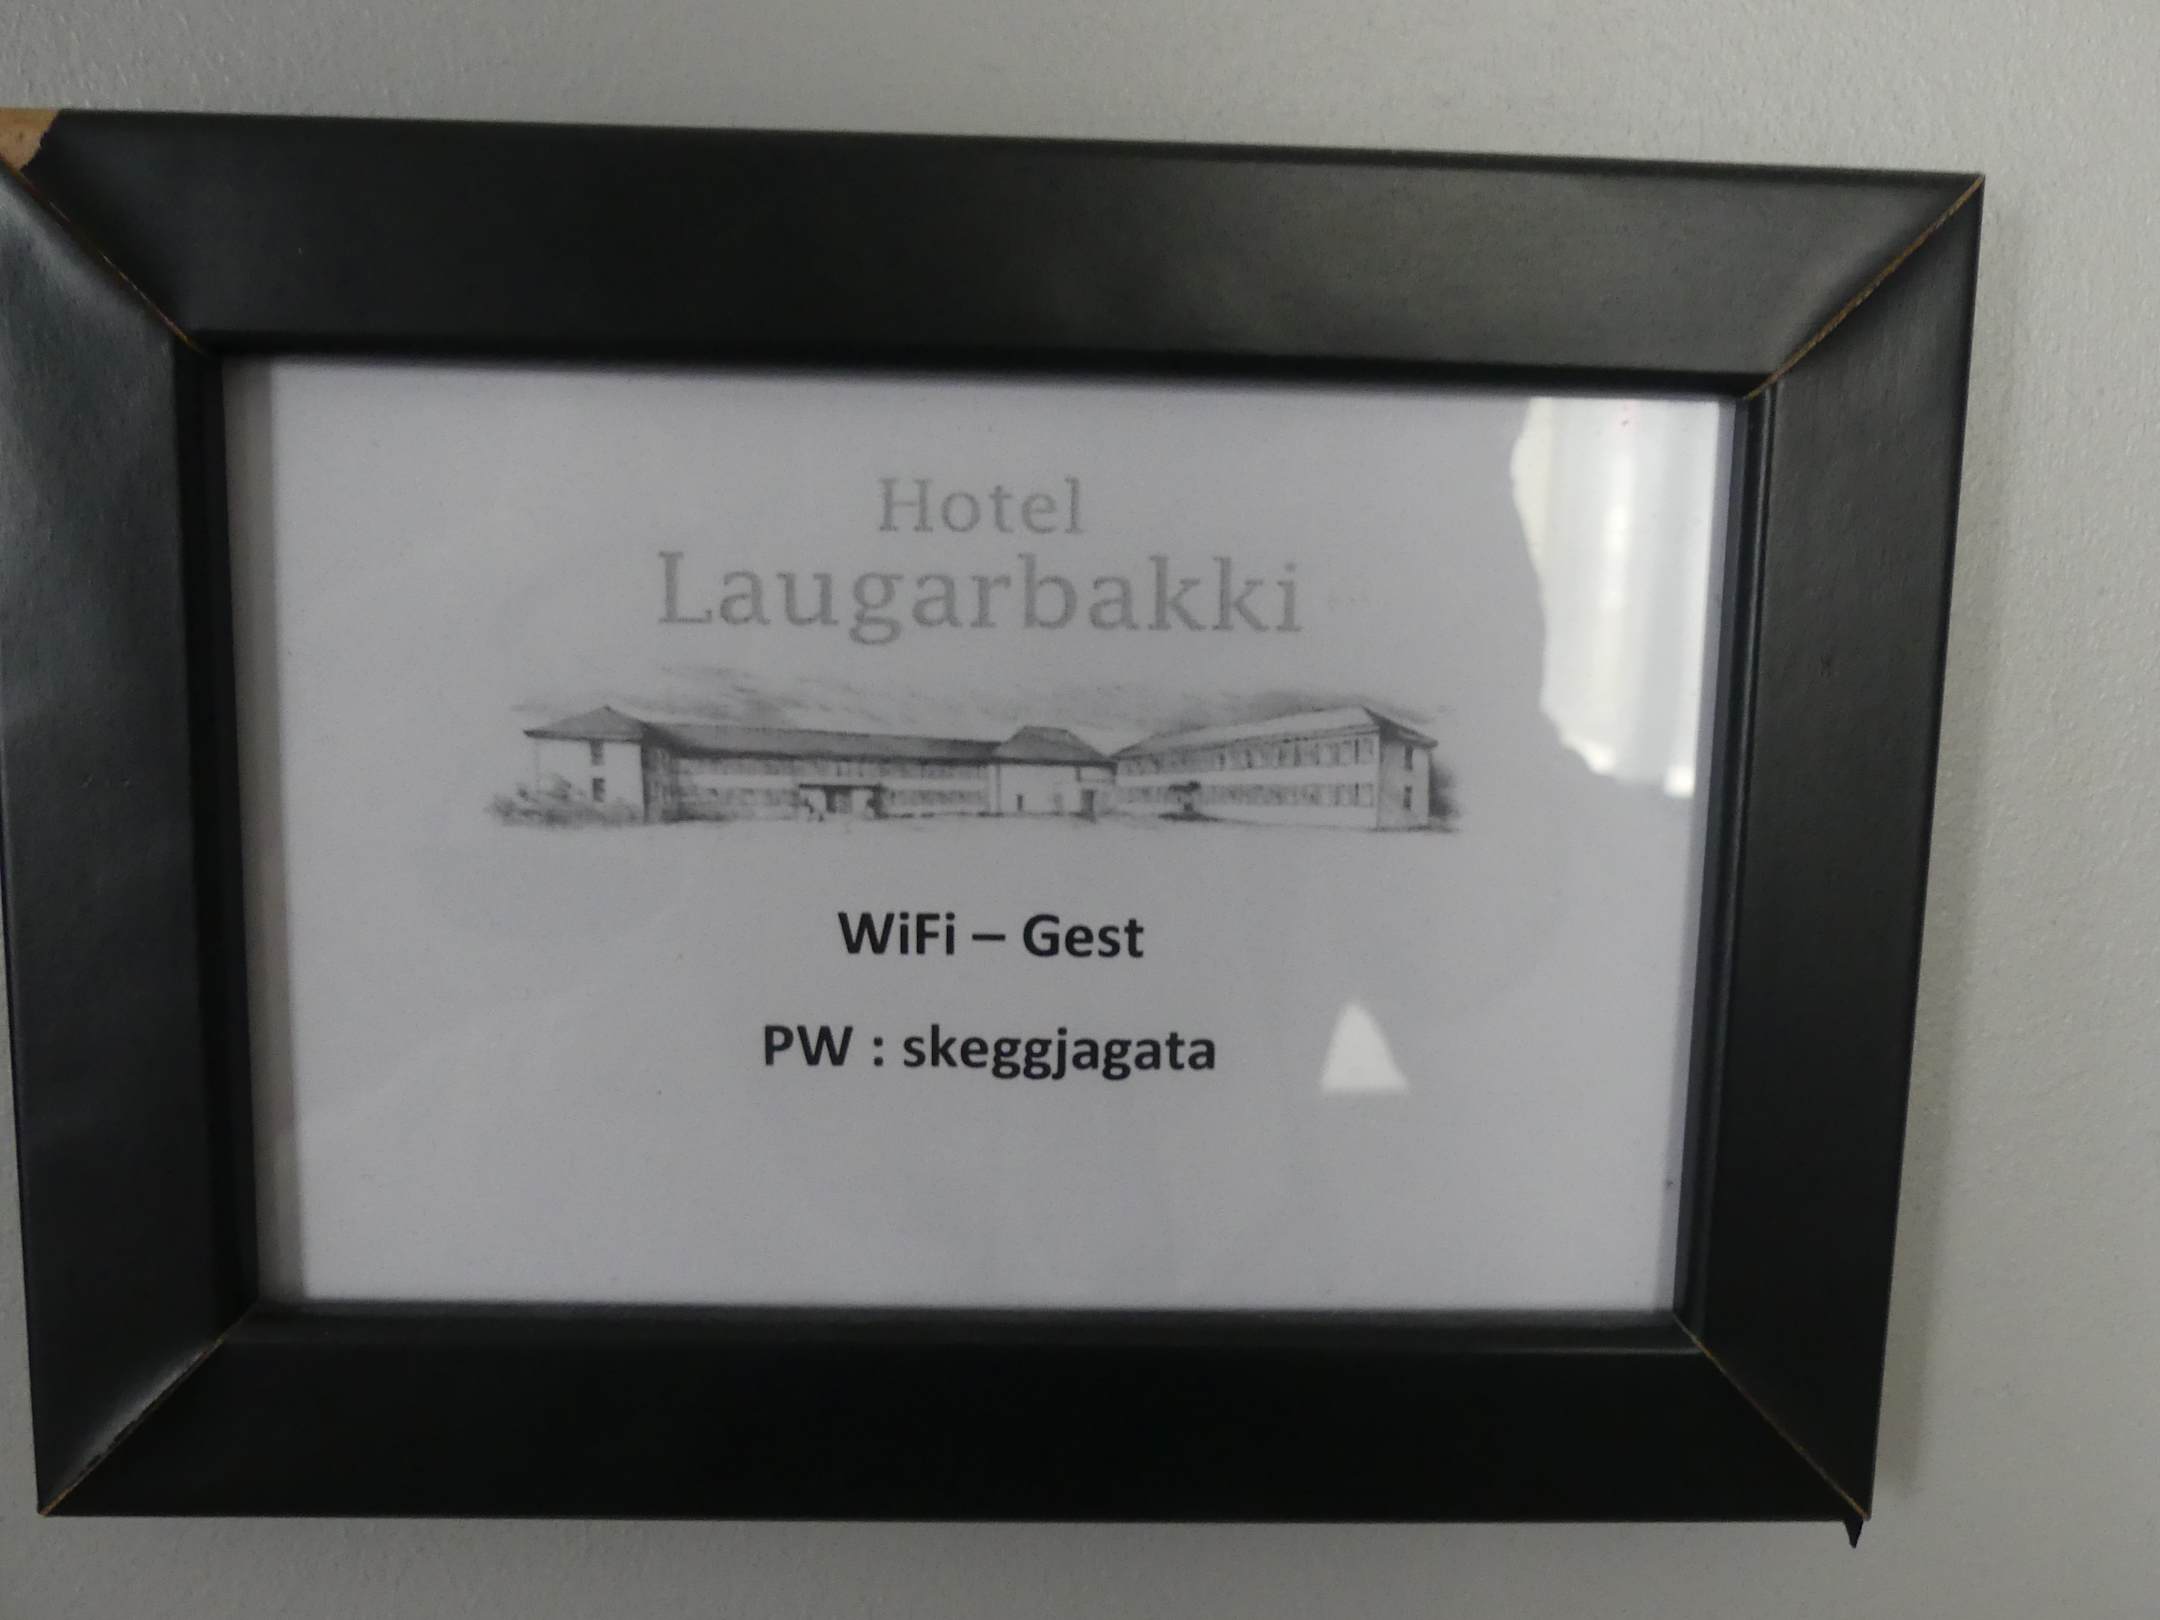 Hotel
Laugarbakki
WiFi – Gest
PW : skeggjagata